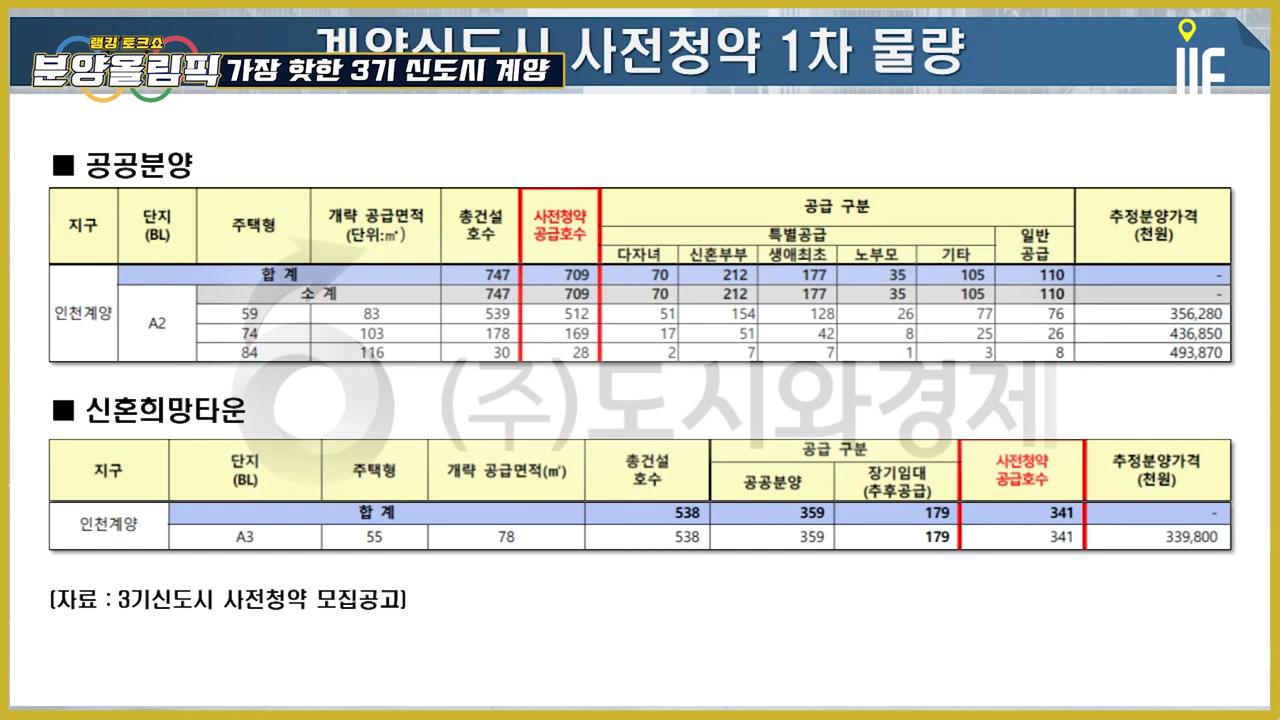 랭킹 토크쇼
분양올림픽 가장 핫한 3기 신도시 계양
계양신도시 사전청약 1차 물량
■ 공공분양
지구 단지 (BL) 주택형 개략 공급면적 (단위:㎡) 총건설 호수 사전청약 공급호수 공급 구분 추정분양가격 (천원)
특별공급 일반 공급
다자녀 신혼부부 생애최초 노부모 기타
인천계양 합 계 747 709 70 212 177 35 105 110 -
A2 소 계 747 709 70 212 177 35 105 110 -
59 83 539 512 51 154 128 26 77 76 356,280
74 103 178 169 17 51 42 8 25 26 436,850
84 116 30 28 2 7 7 1 3 8 493,870
(주)도시와경제
■ 신혼희망타운
지구 단지 (BL) 주택형 개략 공급면적(㎡) 총건설 호수 공급 구분 사전청약 공급호수 추정분양가격 (천원)
공공분양 장기임대 (추후공급)
인천계양 합 계 538 359 179 341 -
A3 55 78 538 359 179 341 339,800
(자료 : 3기신도시 사전청약 모집공고)